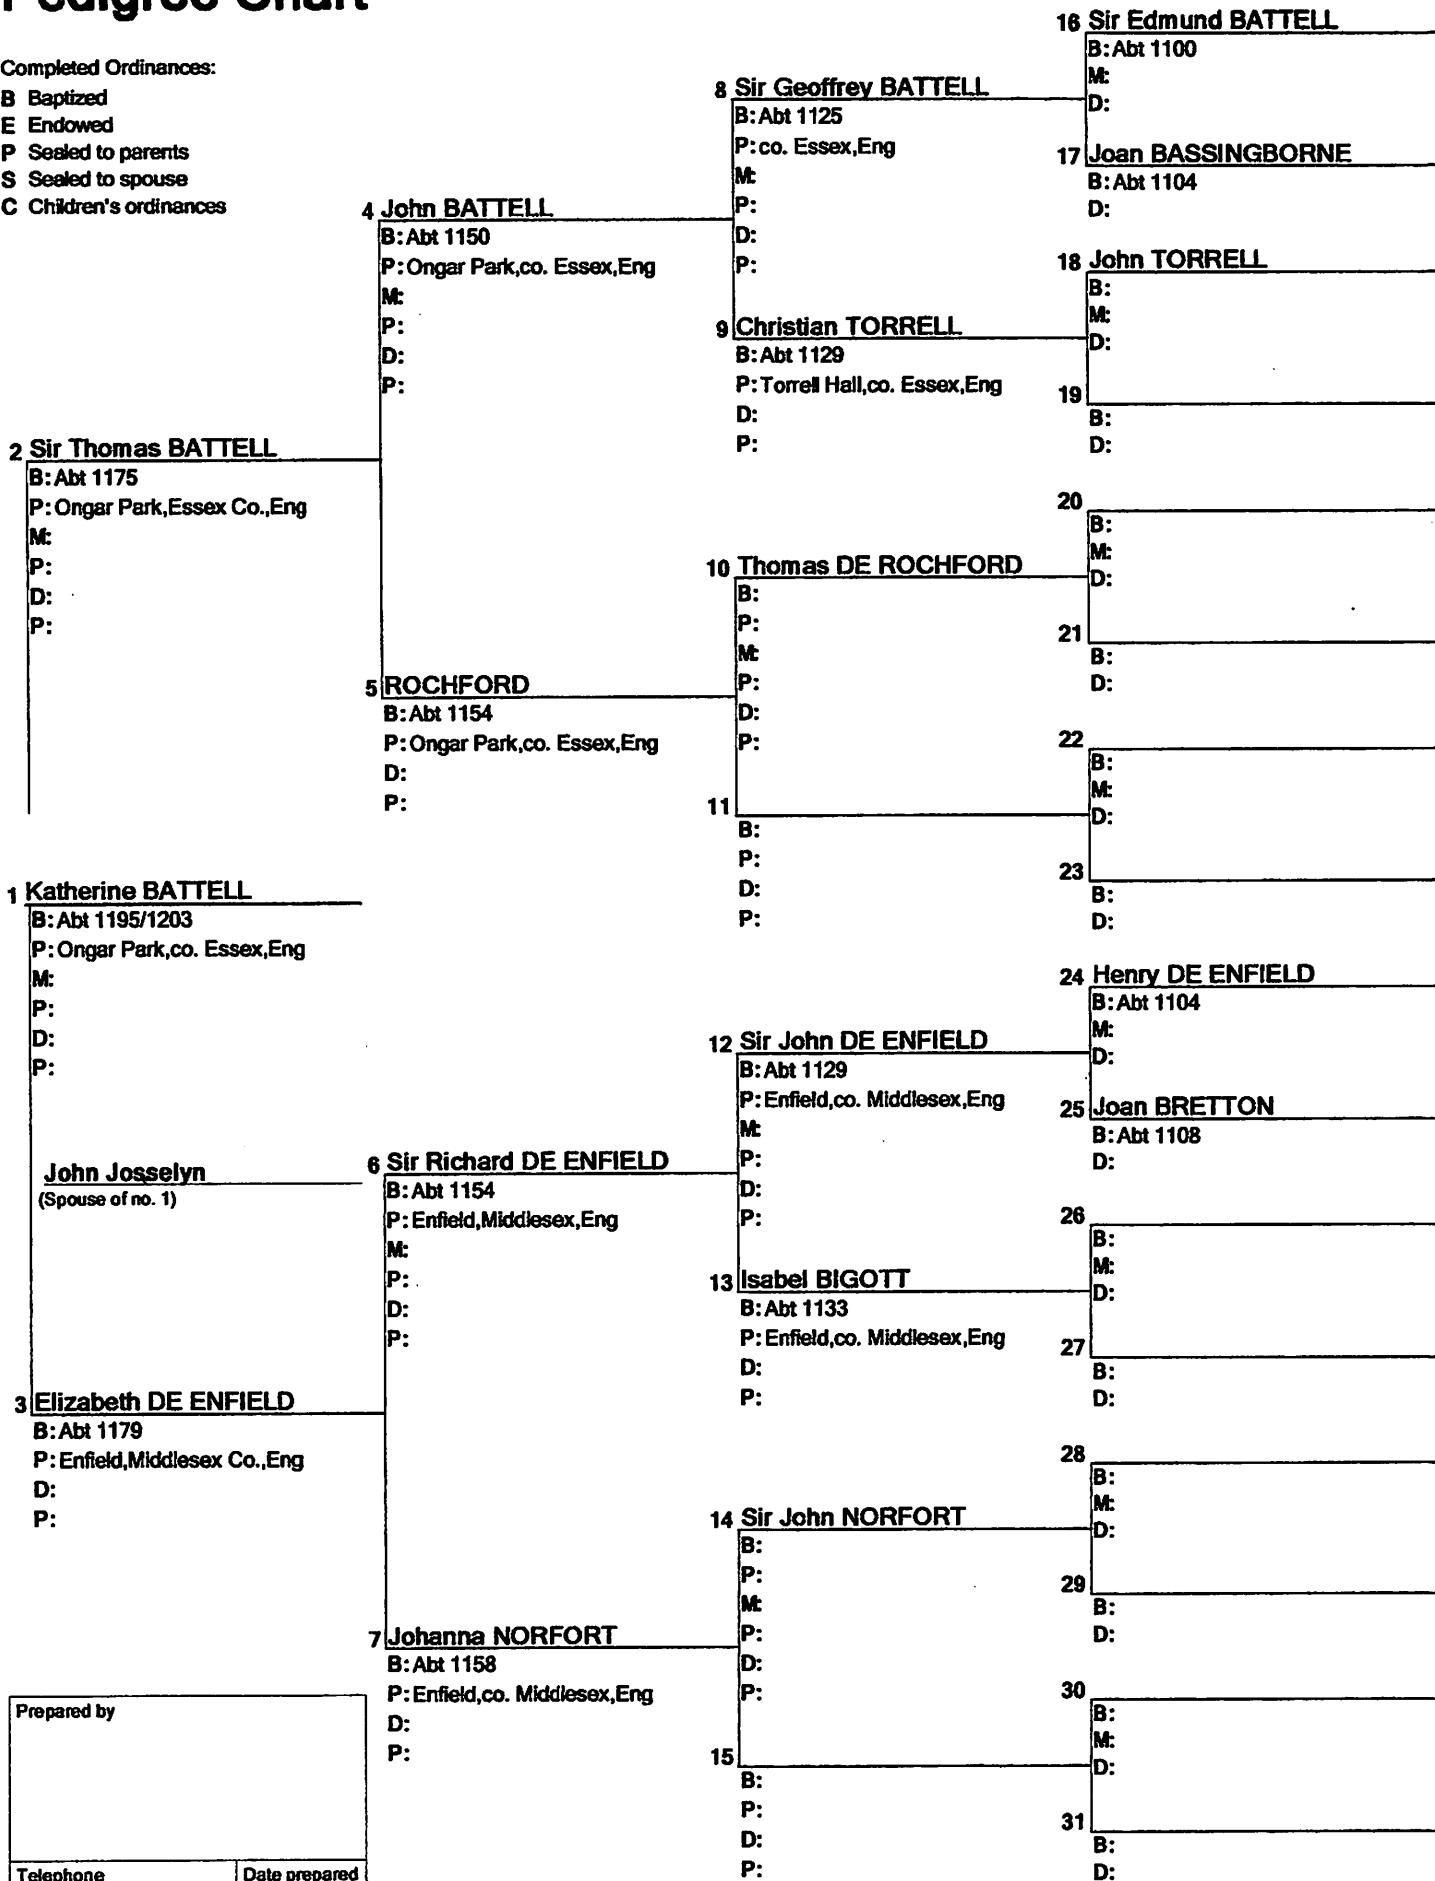 Pedigree Chart
Completed Ordinances:
B Baptized
E Endowed
P Sealed to parents
S Sealed to spouse
C Children's ordinances
1 Katherine BATTELL
B: Abt 1195/1203
P: Ongar Park,co. Essex,Eng
M:
P:
D:
P:
John Josselyn
(Spouse of no. 1)
2 Sir Thomas BATTELL
B: Abt 1175
P: Ongar Park,Essex Co.,Eng
M:
P:
D:
P:
3 Elizabeth DE ENFIELD
B: Abt 1179
P: Enfield,Middlesex Co.,Eng
D:
P:
4 John BATTELL
B: Abt 1150
P: Ongar Park,co. Essex,Eng
M:
P:
D:
P:
5 ROCHFORD
B: Abt 1154
P: Ongar Park,co. Essex,Eng
D:
P:
6 Sir Richard DE ENFIELD
B: Abt 1154
P: Enfield,Middlesex,Eng
M:
P:
D:
P:
7 Johanna NORFORT
B: Abt 1158
P: Enfield,co. Middlesex,Eng
D:
P:
8 Sir Geoffrey BATTELL
B: Abt 1125
P: co. Essex,Eng
M:
P:
D:
P:
9 Christian TORRELL
B: Abt 1129
P: Torrell Hall,co. Essex,Eng
D:
P:
10 Thomas DE ROCHFORD
B:
P:
M:
P:
D:
P:
11
B:
P:
D:
P:
12 Sir John DE ENFIELD
B: Abt 1129
P: Enfield,co. Middlesex,Eng
M:
P:
D:
P:
13 Isabel BIGOTT
B: Abt 1133
P: Enfield,co. Middlesex,Eng
D:
P:
14 Sir John NORFORT
B:
P:
M:
P:
D:
P:
15
B:
P:
D:
P:
16 Sir Edmund BATTELL
B: Abt 1100
M:
D:
17 Joan BASSINGBORNE
B: Abt 1104
D:
18 John TORRELL
B:
M:
D:
19
B:
D:
20
B:
M:
D:
21
B:
D:
22
B:
M:
D:
23
B:
D:
24 Henry DE ENFIELD
B: Abt 1104
M:
D:
25 Joan BRETTON
B: Abt 1108
D:
26
B:
M:
D:
27
B:
D:
28
B:
M:
D:
29
B:
D:
30
B:
M:
D:
31
B:
D:
Prepared by
Telephone
Date prepared